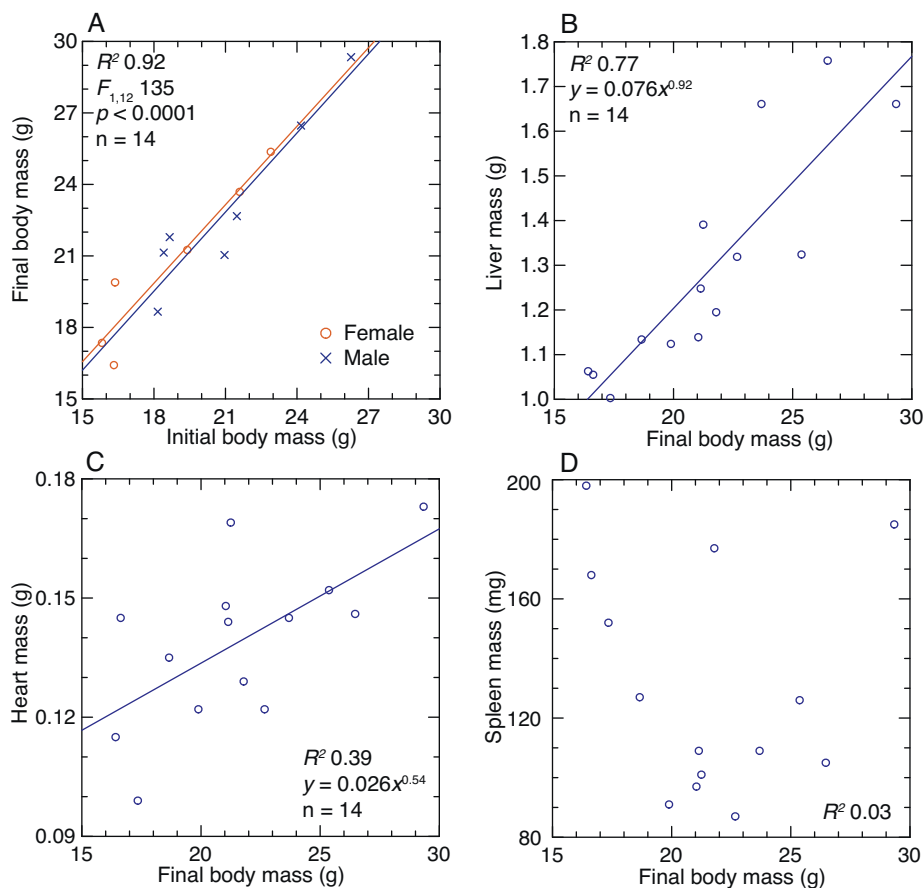 A
30
27
24
21
18
15
Final body mass (g)
R² 0.92
F1,12 135
p < 0.0001
n = 14
Female
Male
15 18 21 24 27 30
Initial body mass (g)
B
1.8
1.7
1.6
1.5
1.4
1.3
1.2
1.1
1.0
Liver mass (g)
R² 0.77
y = 0.076x^0.92
n = 14
15 20 25 30
Final body mass (g)
C
0.18
0.15
0.12
0.09
Heart mass (g)
R² 0.39
y = 0.026x^0.54
n = 14
15 20 25 30
Final body mass (g)
D
200
160
120
80
Spleen mass (mg)
R² 0.03
15 20 25 30
Final body mass (g)